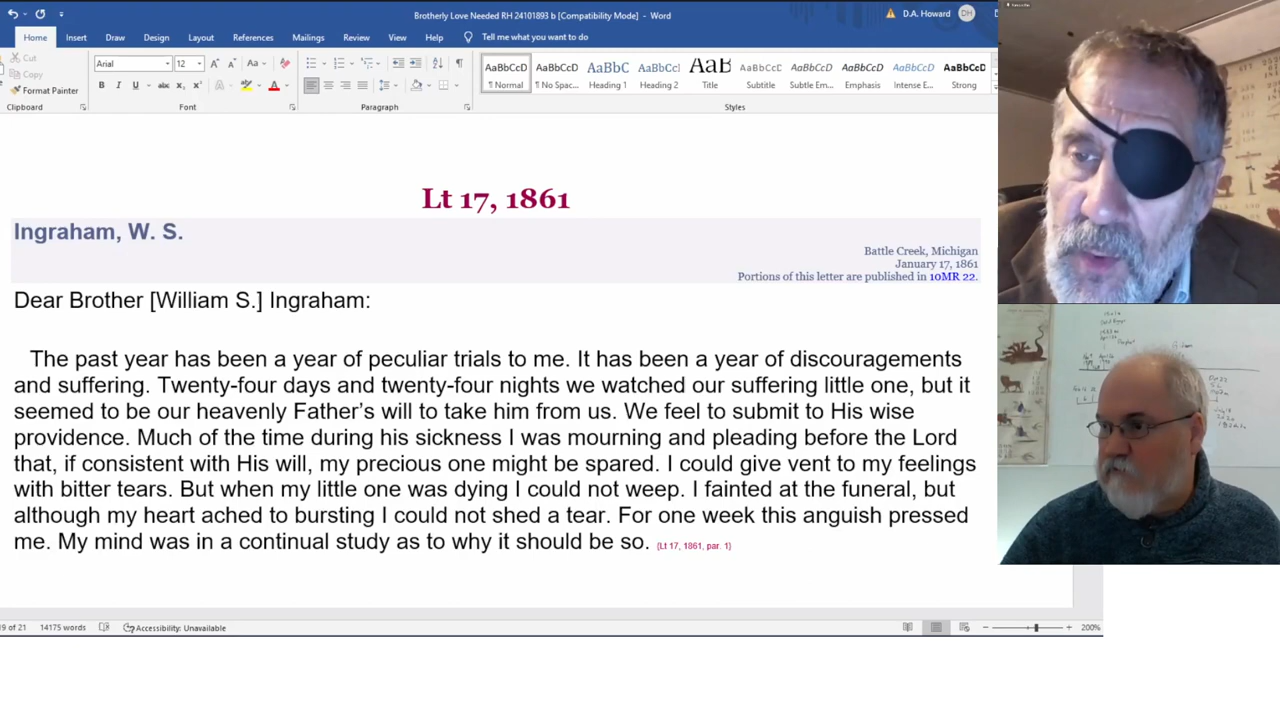 Brotherly Love Needed RH 24101893 b [Compatibility Mode] - Word
D.A. Howard
DH
Home Insert Draw Design Layout References Mailings Review View Help Tell me what you want to do
Cut
Copy
Format Painter
Clipboard
Arial 12
Font
Paragraph
AaBbCcD AaBbCcD AaBbC AaBbCcD AaB AaBbCcD AaBbCcD AaBbCcD AaBbCcD AaBbCcD
¶ Normal ¶ No Spac... Heading 1 Heading 2 Title Subtitle Subtle Em... Emphasis Intense E... Strong
Styles
Lt 17, 1861
Ingraham, W. S.
Battle Creek, Michigan
January 17, 1861
Portions of this letter are published in 10MR 22.
Dear Brother [William S.] Ingraham:
The past year has been a year of peculiar trials to me. It has been a year of discouragements
and suffering. Twenty-four days and twenty-four nights we watched our suffering little one, but it
seemed to be our heavenly Father’s will to take him from us. We feel to submit to His wise
providence. Much of the time during his sickness I was mourning and pleading before the Lord
that, if consistent with His will, my precious one might be spared. I could give vent to my feelings
with bitter tears. But when my little one was dying I could not weep. I fainted at the funeral, but
although my heart ached to bursting I could not shed a tear. For one week this anguish pressed
me. My mind was in a continual study as to why it should be so. (Lt 17, 1861, par. 1)
19 of 21 14175 words Accessibility: Unavailable 200%